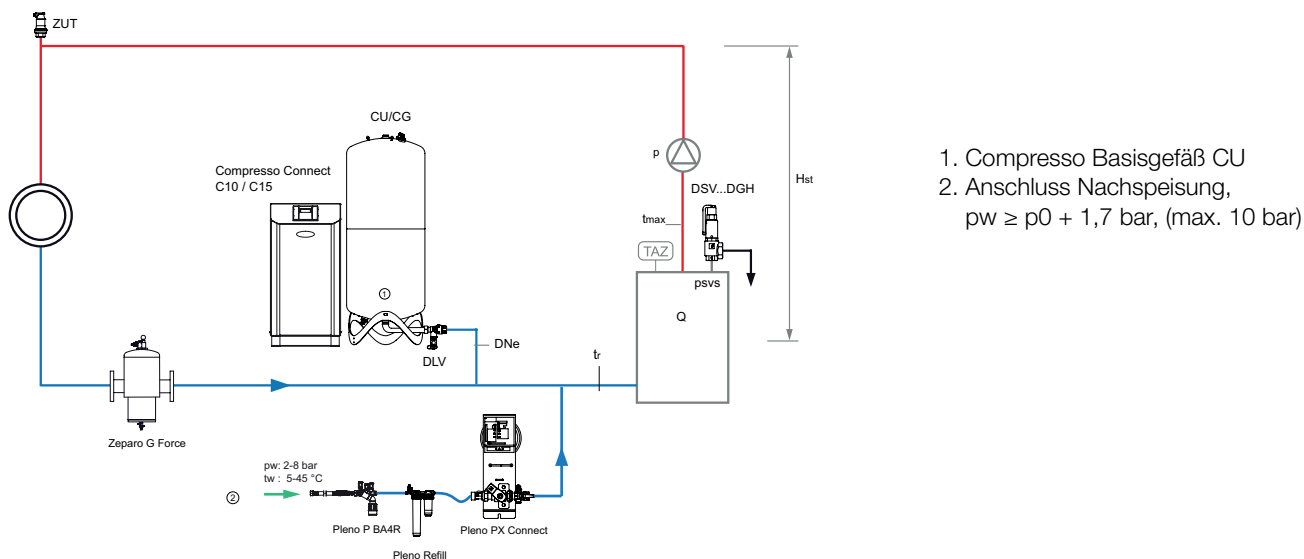 ZUT
CU/CG
Compresso Connect
C10 / C15
p
DSV...DGH
Hst
tmax
TAZ
psvs
1
Q
DNe
DLV
tr
Zeparo G Force
pw: 2-8 bar
tw : 5-45 °C
2
Pleno P BA4R
Pleno PX Connect
Pleno Refill
1. Compresso Basisgefäß CU
2. Anschluss Nachspeisung,
pw ≥ p0 + 1,7 bar, (max. 10 bar)